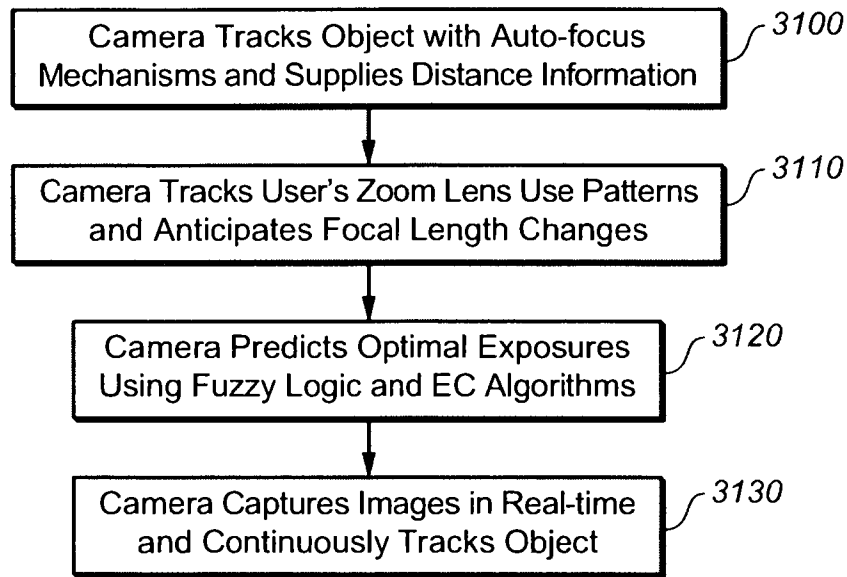 Camera Tracks Object with Auto-focus
Mechanisms and Supplies Distance Information
3100
Camera Tracks User's Zoom Lens Use Patterns
and Anticipates Focal Length Changes
3110
Camera Predicts Optimal Exposures
Using Fuzzy Logic and EC Algorithms
3120
Camera Captures Images in Real-time
and Continuously Tracks Object
3130